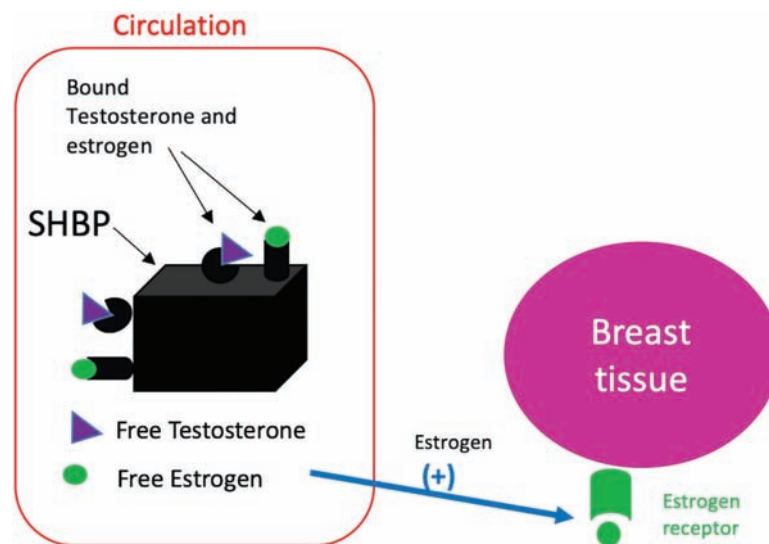 Circulation
Bound
Testosterone and
estrogen
SHBP
Free Testosterone
Free Estrogen
Estrogen
(+)
Breast
tissue
Estrogen
receptor